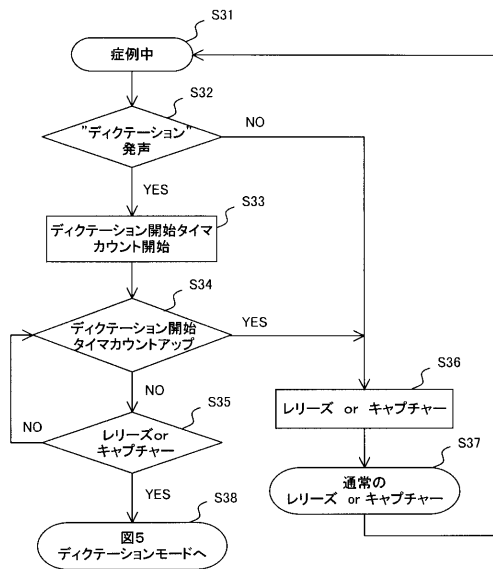 S31
症例中
S32
"ディクテーション"
発声
NO
YES
S33
ディクテーション開始タイマ
カウント開始
S34
ディクテーション開始
タイマカウントアップ
YES
NO
S35
レリーズor
キャプチャー
NO
YES
S36
レリーズ or キャプチャー
S37
通常の
レリーズ or キャプチャー
S38
図5
ディクテーションモードへ